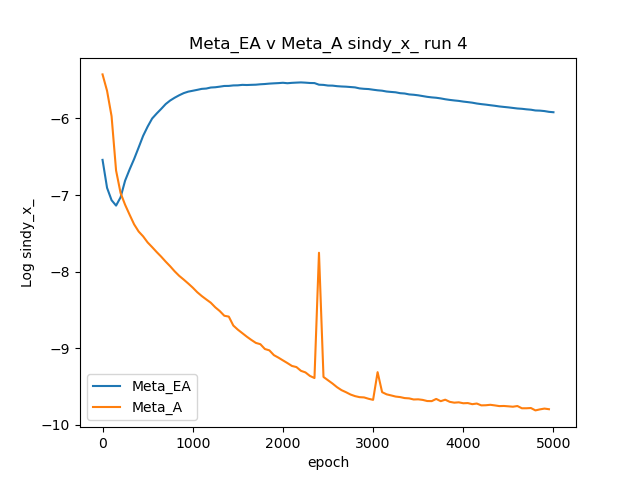 Meta_EA v Meta_A sindy_x_ run 4
Log sindy_x_
−6
−7
−8
−9
−10
Meta_EA
Meta_A
0
1000
2000
3000
4000
5000
epoch